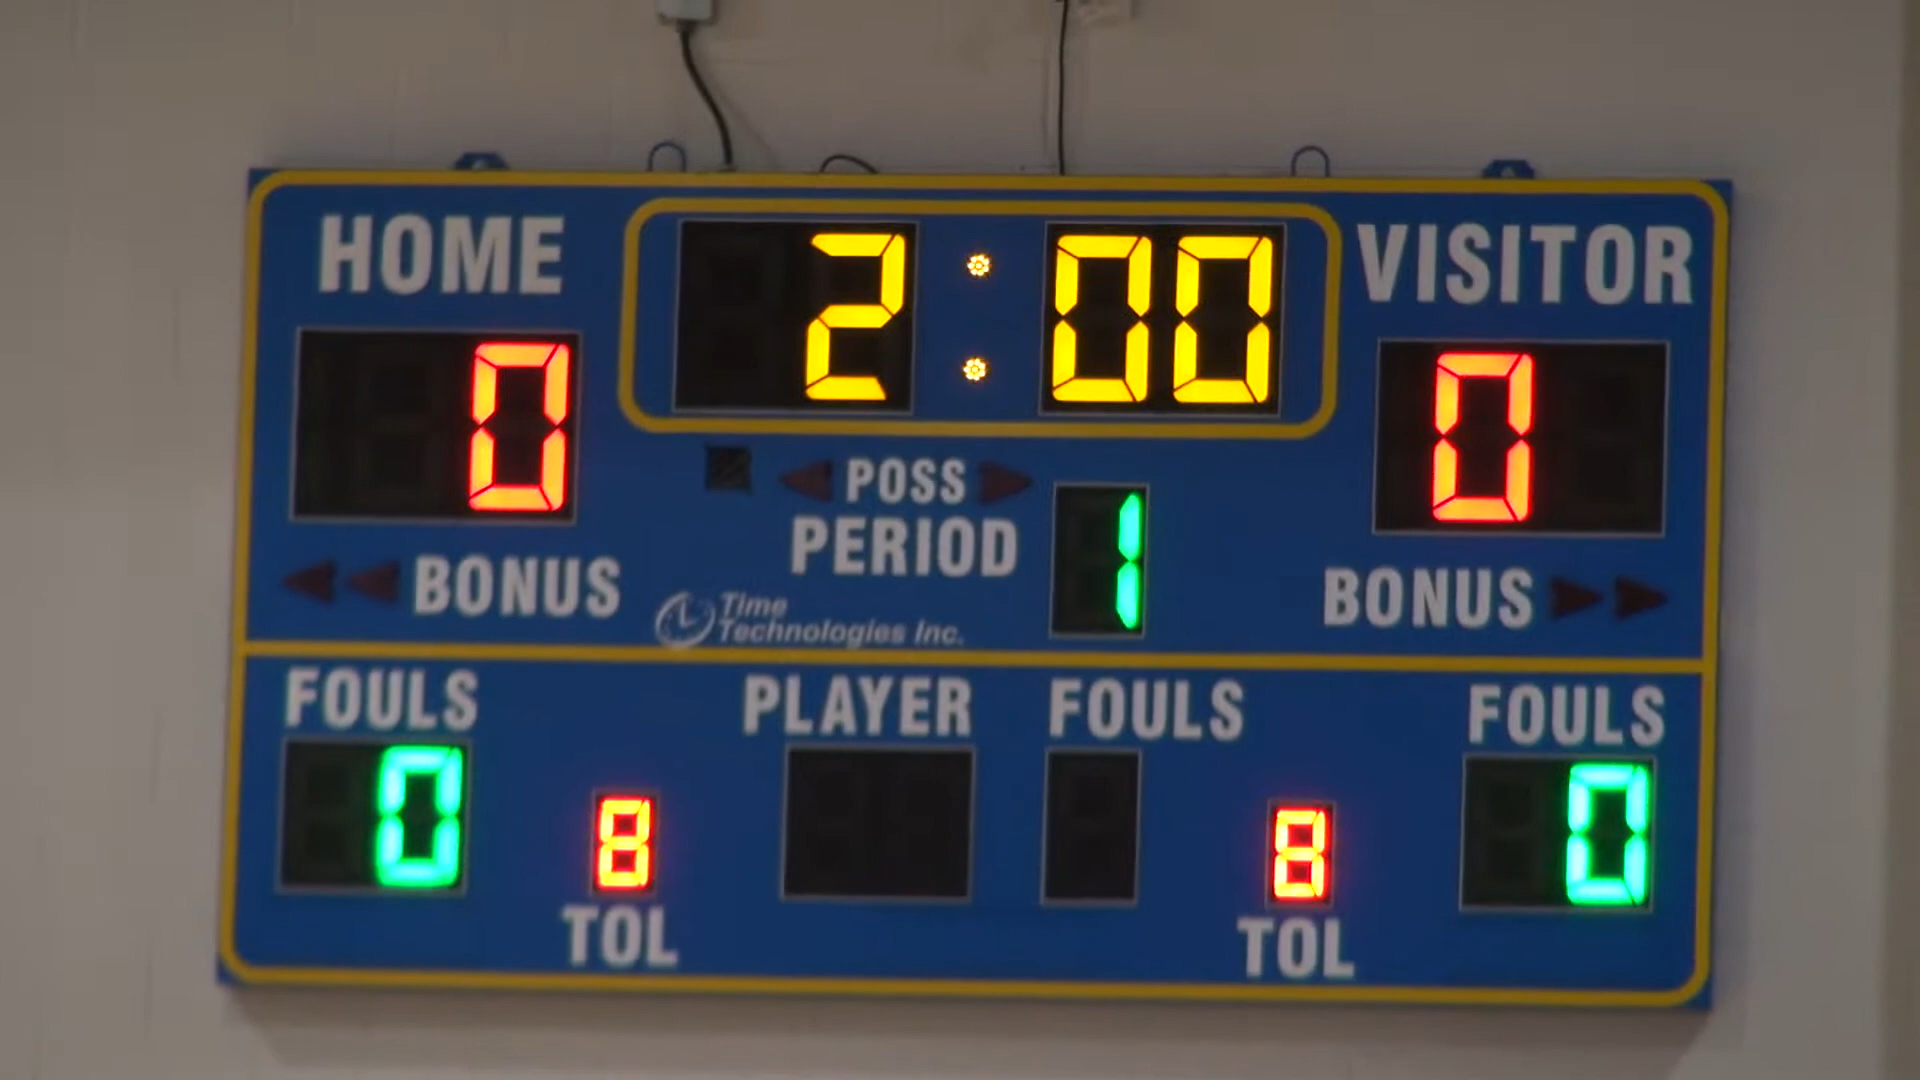 HOME
2:00
VISITOR
0
0
POSS
PERIOD
1
BONUS
BONUS
Time
Technologies Inc.
FOULS
PLAYER
FOULS
FOULS
0
8
8
0
TOL
TOL